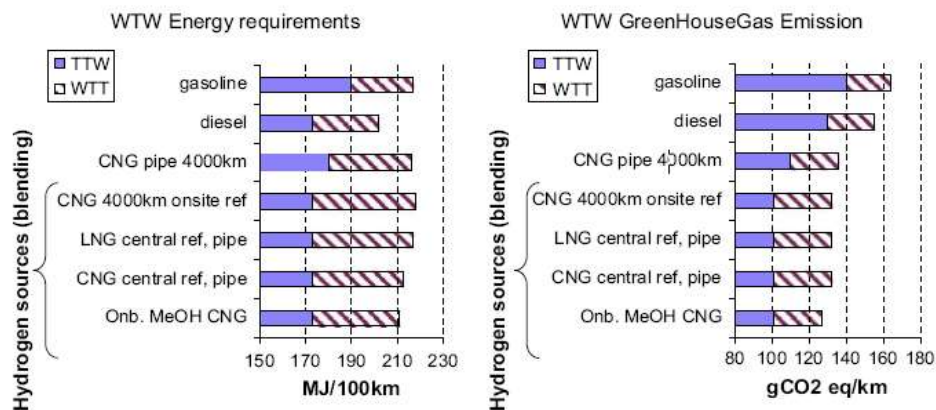 WTW Energy requirements
TTW
WTT
gasoline
diesel
CNG pipe 4000km
CNG 4000km onsite ref
LNG central ref, pipe
CNG central ref, pipe
Onb. MeOH CNG
Hydrogen sources (blending)
150 170 190 210 230
MJ/100km
WTW GreenHouseGas Emission
TTW
WTT
gasoline
diesel
CNG pipe 4000km
CNG 4000km onsite ref
LNG central ref, pipe
CNG central ref, pipe
Onb. MeOH CNG
Hydrogen sources (blending)
80 100 120 140 160 180
gCO2 eq/km